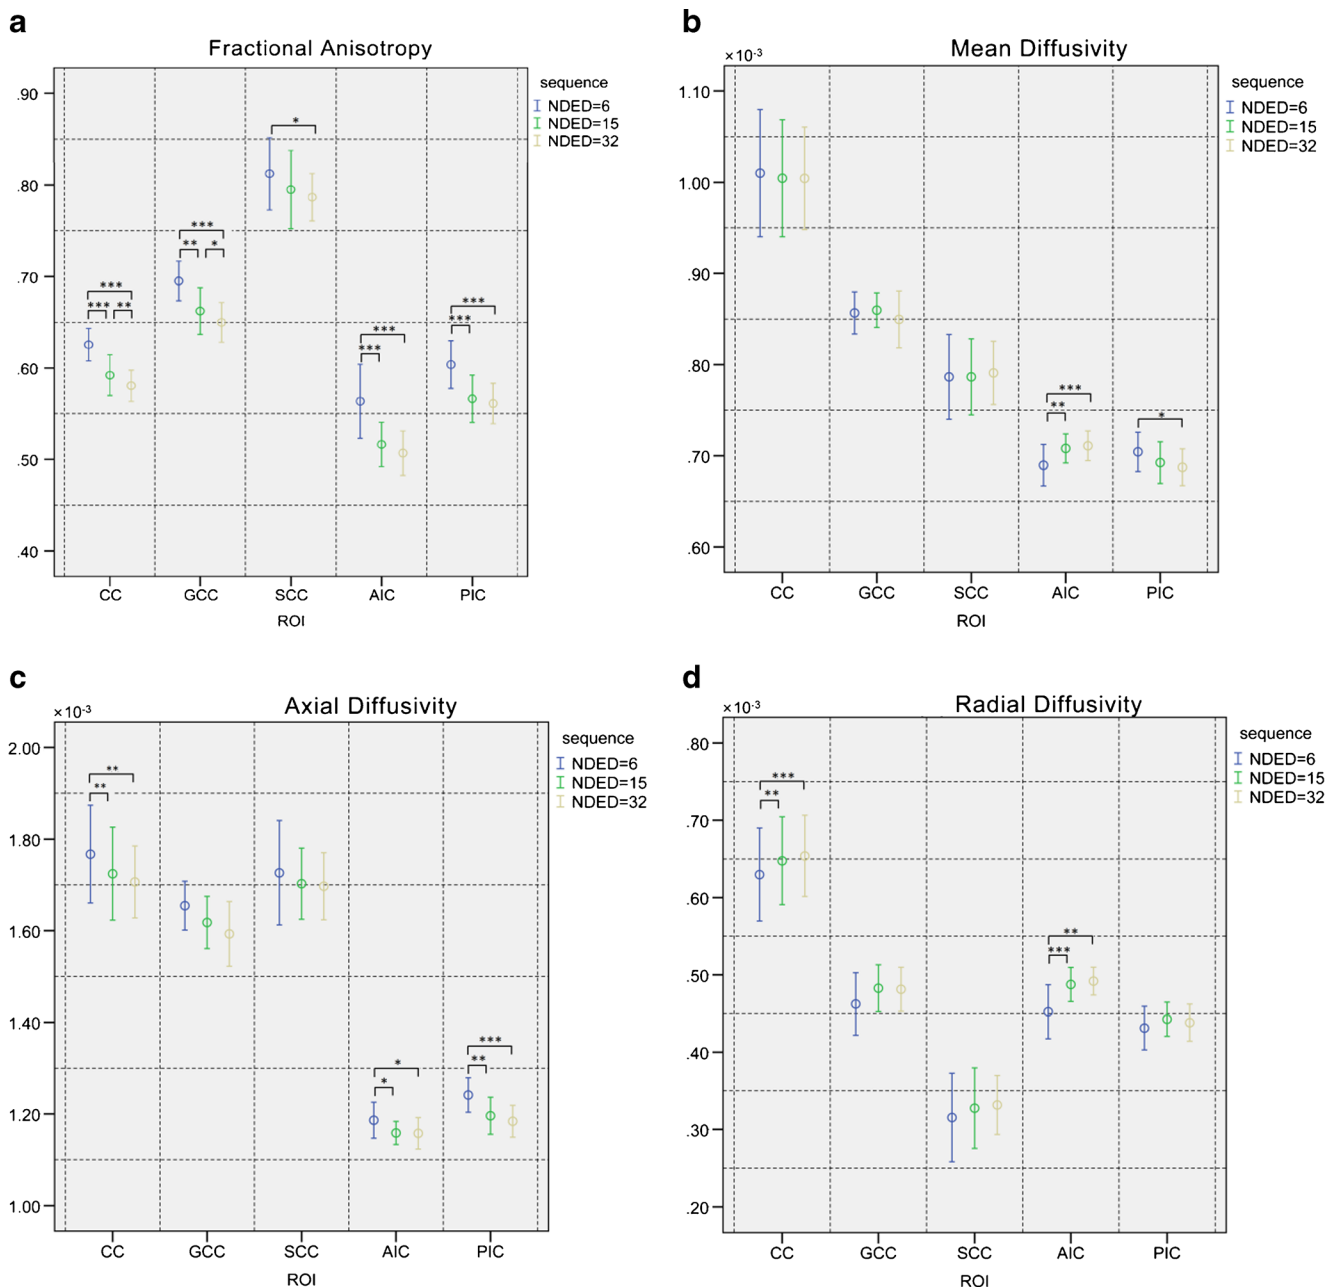 a
Fractional Anisotropy
sequence
NDED=6
NDED=15
NDED=32
.90
.80
.70
.60
.50
.40
***
*** **
***
** *
*
***
***
***
***
CC GCC SCC AIC PIC
ROI
b
Mean Diffusivity
×10-3
sequence
NDED=6
NDED=15
NDED=32
1.10
1.00
.90
.80
.70
.60
***
**
*
CC GCC SCC AIC PIC
ROI
c
Axial Diffusivity
×10-3
sequence
NDED=6
NDED=15
NDED=32
2.00
1.80
1.60
1.40
1.20
1.00
**
**
*
*
***
**
CC GCC SCC AIC PIC
ROI
d
Radial Diffusivity
×10-3
sequence
NDED=6
NDED=15
NDED=32
.80
.70
.60
.50
.40
.30
.20
***
**
**
***
CC GCC SCC AIC PIC
ROI